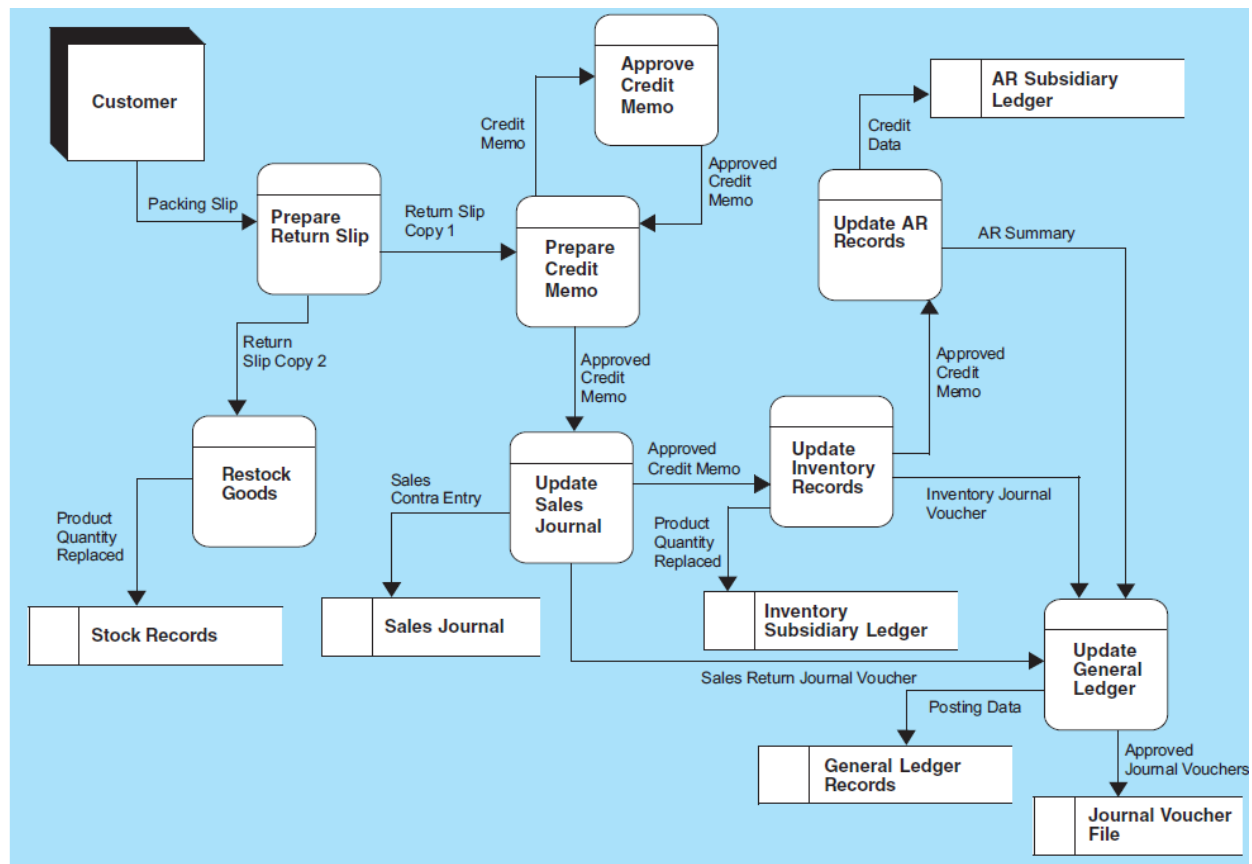 Customer
Packing Slip
Prepare
Return Slip
Return Slip
Copy 1
Return
Slip Copy 2
Credit
Memo
Approve
Credit
Memo
Approved
Credit
Memo
Prepare
Credit
Memo
Approved
Credit
Memo
AR Subsidiary
Ledger
Credit
Data
Update AR
Records
AR Summary
Approved
Credit
Memo
Restock
Goods
Product
Quantity
Replaced
Stock Records
Sales
Contra Entry
Update
Sales
Journal
Sales Journal
Approved
Credit Memo
Update
Inventory
Records
Product
Quantity
Replaced
Inventory
Subsidiary Ledger
Inventory Journal
Voucher
Sales Return Journal Voucher
Update
General
Ledger
Posting Data
General Ledger
Records
Approved
Journal Vouchers
Journal Voucher
File